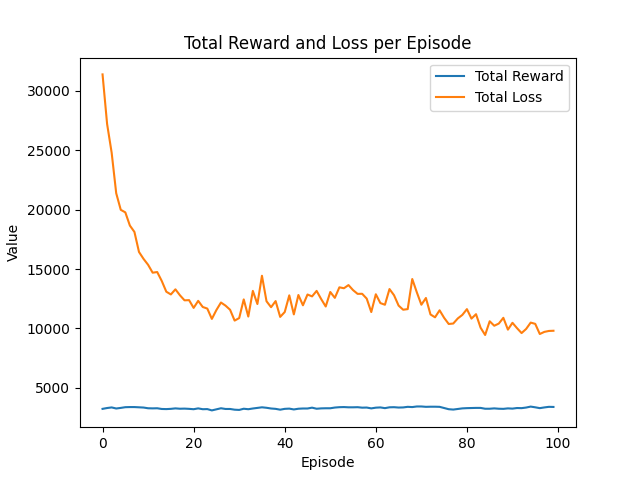 Total Reward and Loss per Episode
Total Reward
Total Loss
Value
30000
25000
20000
15000
10000
5000
0 20 40 60 80 100
Episode